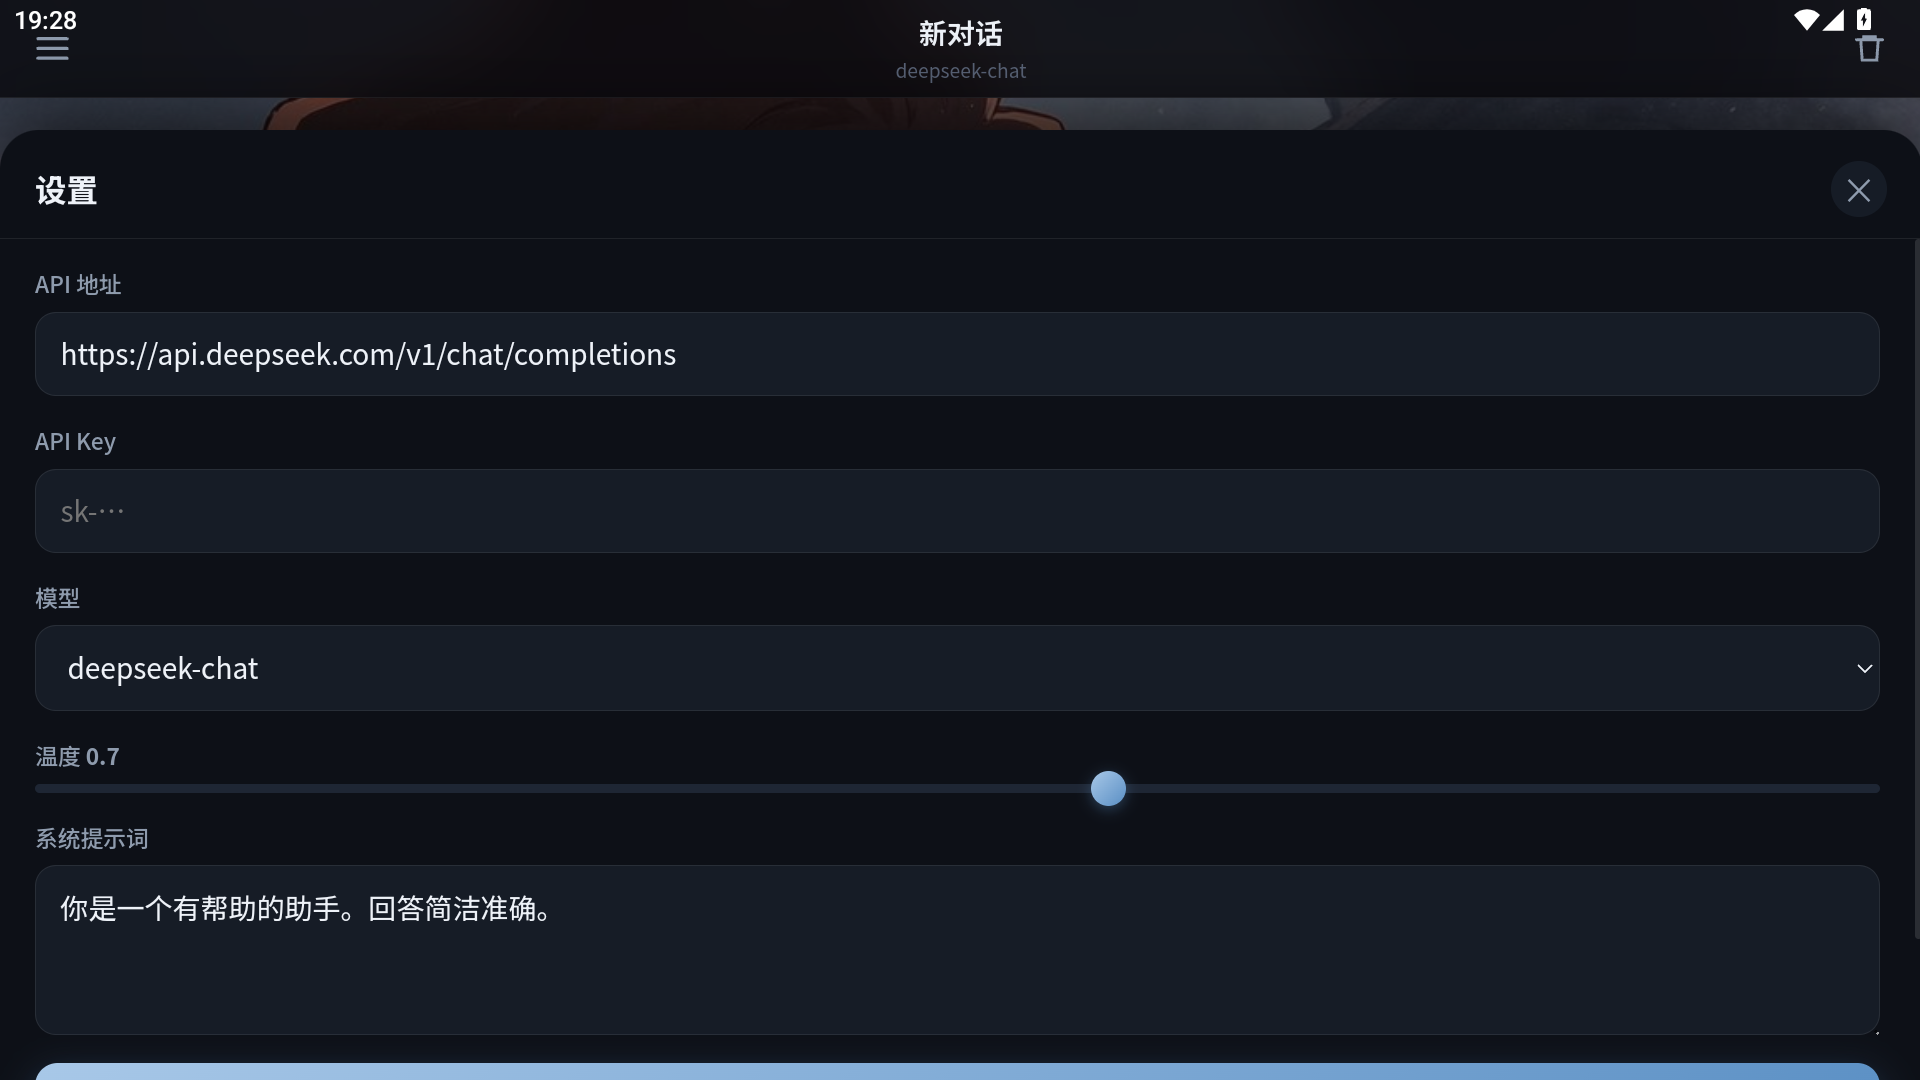 19:28
新对话
deepseek-chat
设置
API 地址
https://api.deepseek.com/v1/chat/completions
API Key
sk-···
模型
deepseek-chat
温度 0.7
系统提示词
你是一个有帮助的助手。回答简洁准确。